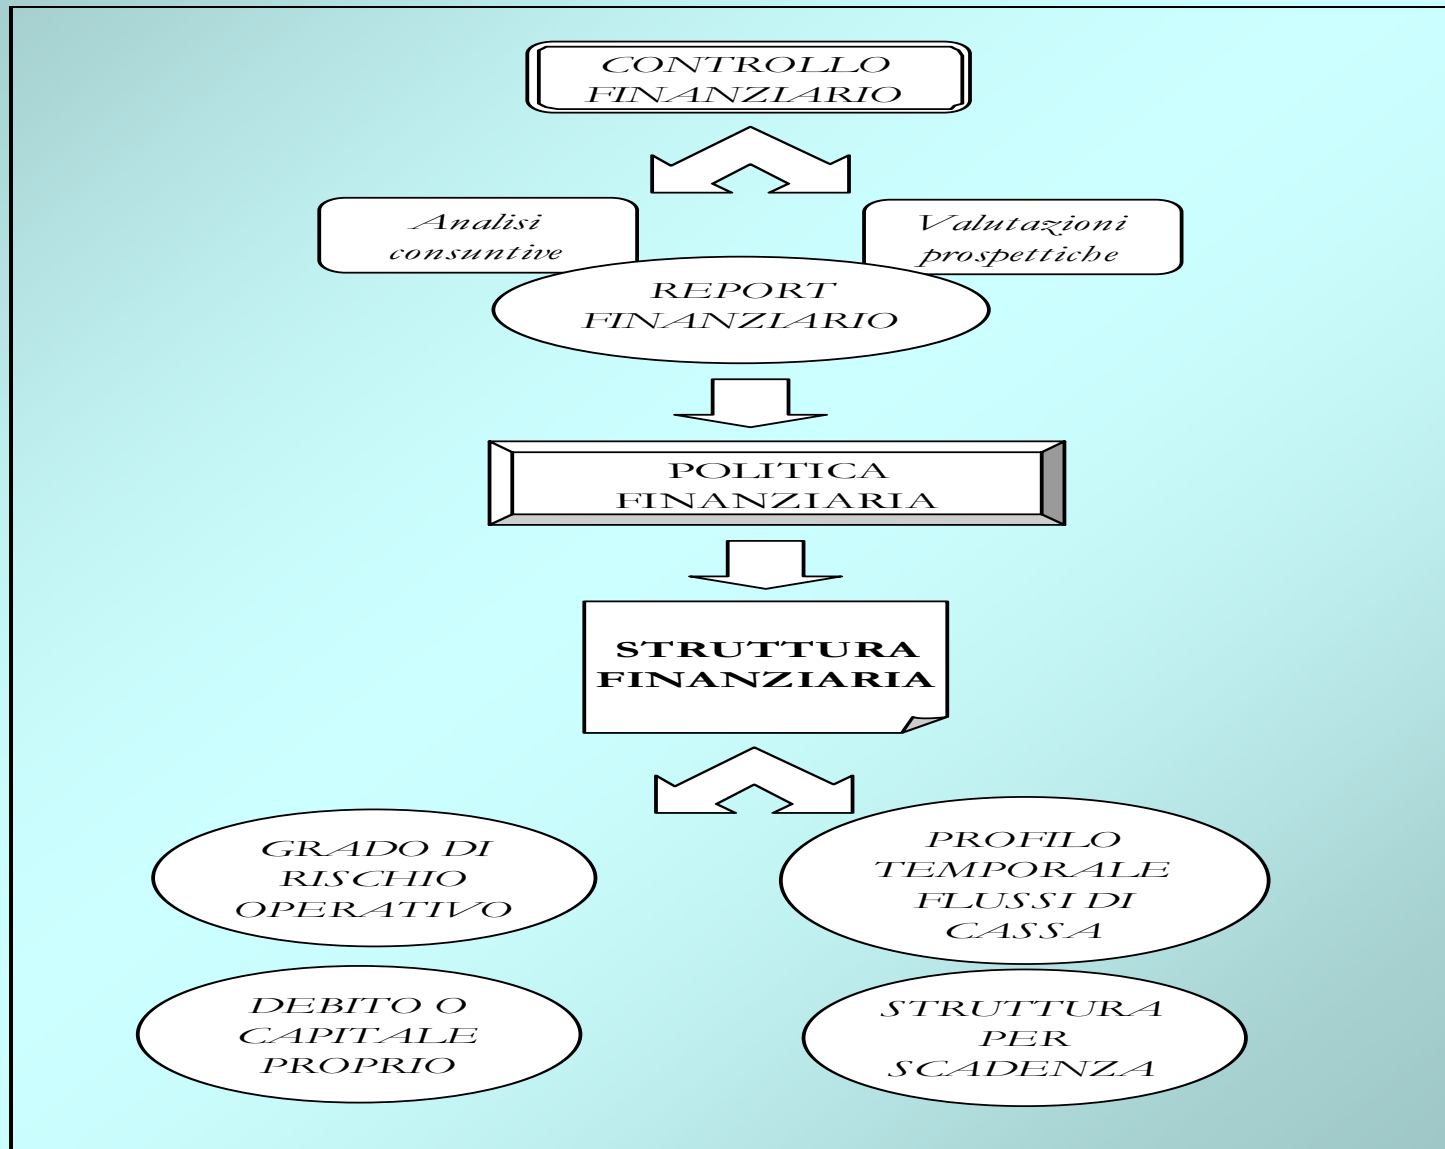 CONTROLLO
FINANZIARIO
Analisi
consuntive
Valutazioni
prospettiche
REPORT
FINANZIARIO
POLITICA
FINANZIARIA
STRUTTURA
FINANZIARIA
GRADO DI
RISCHIO
OPERATIVO
PROFILO
TEMPORALE
FLUSSI DI
CASSA
DEBITO O
CAPITALE
PROPRIO
STRUTTURA
PER
SCADENZA